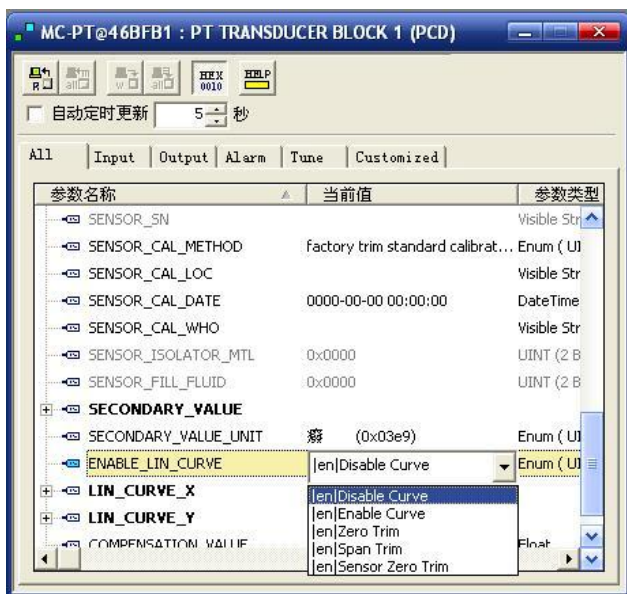 MC-PT@46BFB1 : PT TRANSDUCER BLOCK 1 (PCD)
R all w all HEX 0010 HELP
自动定时更新 5 秒
All Input Output Alarm Tune Customized
参数名称 当前值 参数类型
SENSOR_SN Visible Str
SENSOR_CAL_METHOD factory trim standard calibrat... Enum ( UI
SENSOR_CAL_LOC Visible Str
SENSOR_CAL_DATE 0000-00-00 00:00:00 DateTime
SENSOR_CAL_WHO Visible Str
SENSOR_ISOLATOR_MTL 0x0000 UINT (2 B
SENSOR_FILL_FLUID 0x0000 UINT (2 B
SECONDARY_VALUE
SECONDARY_VALUE_UNIT (0x03e9) Enum ( UI
ENABLE_LIN_CURVE |en|Disable Curve Enum ( UI
LIN_CURVE_X |en|Disable Curve
|en|Enable Curve
LIN_CURVE_Y |en|Zero Trim
|en|Span Trim
COMPENSATION_VALUE Float
|en|Sensor Zero Trim